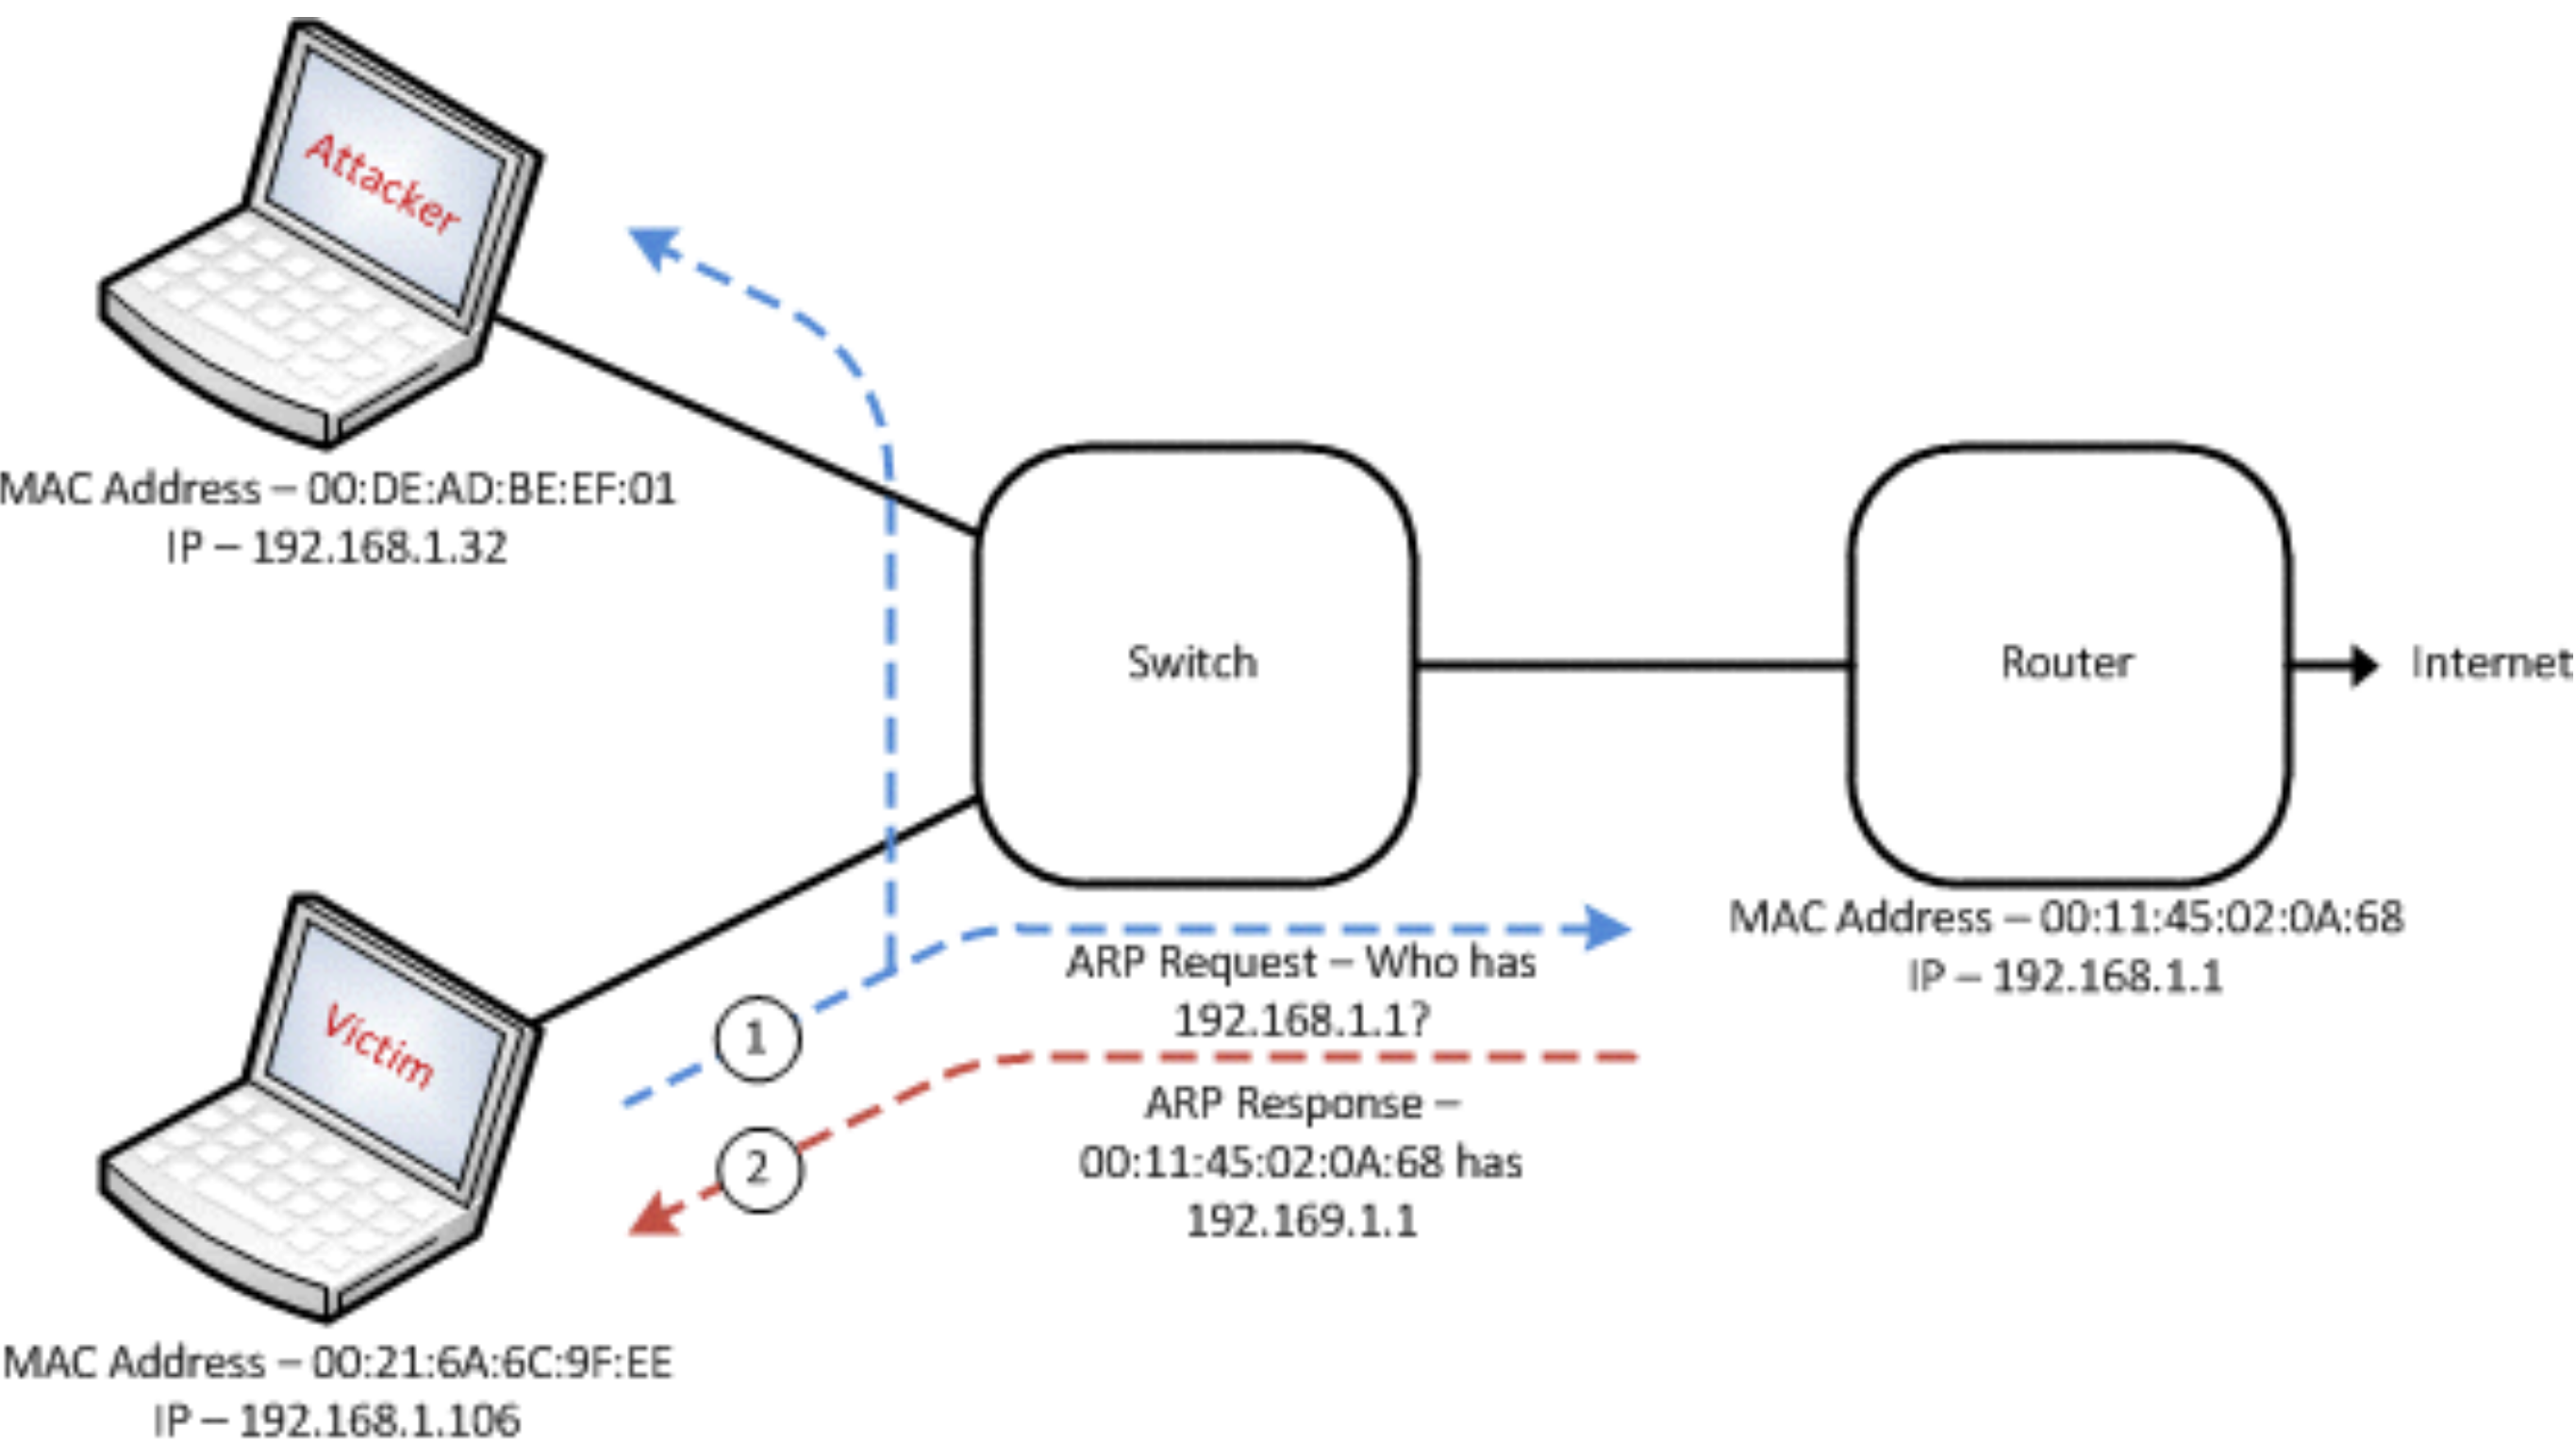 Attacker
MAC Address – 00:DE:AD:BE:EF:01
IP – 192.168.1.32
Switch
Router
Internet
MAC Address – 00:11:45:02:0A:68
IP – 192.168.1.1
1
ARP Request – Who has
192.168.1.1?
2
ARP Response –
00:11:45:02:0A:68 has
192.169.1.1
Victim
MAC Address – 00:21:6A:6C:9F:EE
IP – 192.168.1.106